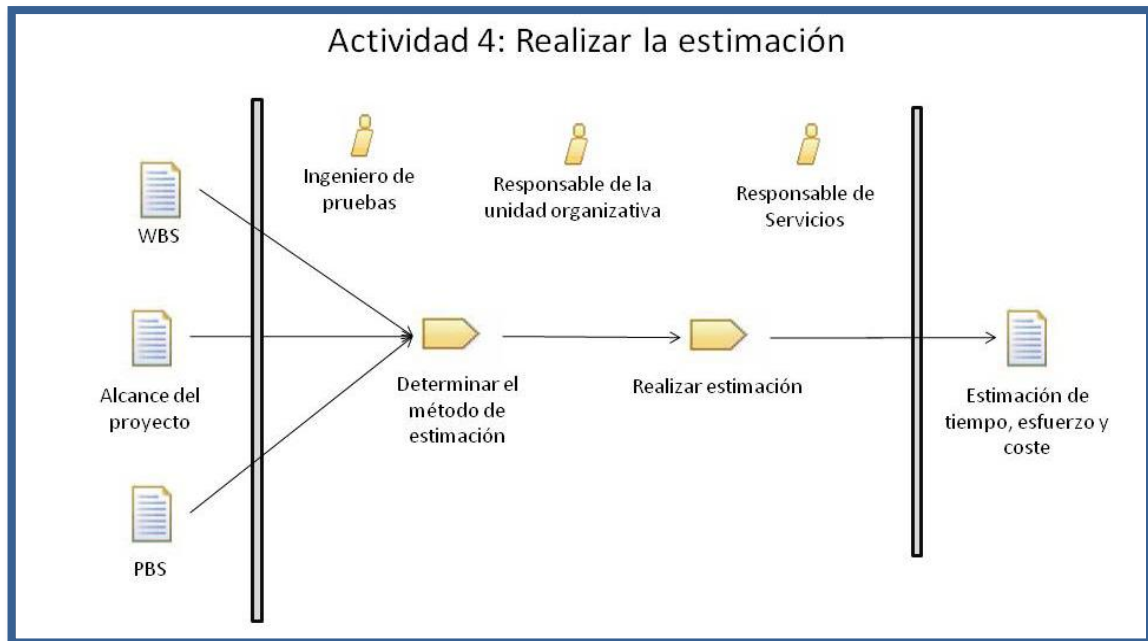 Actividad 4: Realizar la estimación
Ingeniero de
pruebas
Responsable de la
unidad organizativa
Responsable de
Servicios
WBS
Alcance del
proyecto
Determinar el
método de
estimación
Realizar estimación
Estimación de
tiempo, esfuerzo y
coste
PBS